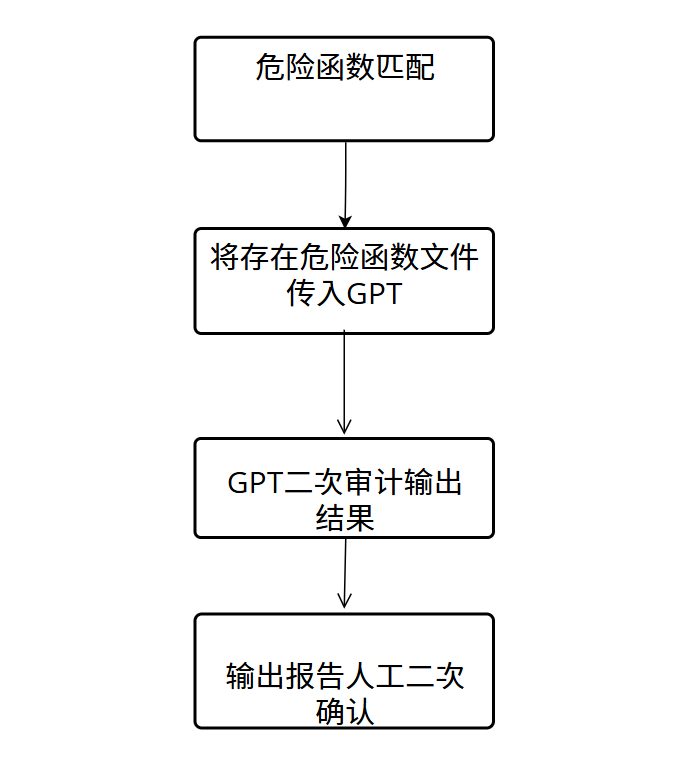 危险函数匹配
将存在危险函数文件
传入GPT
GPT二次审计输出
结果
输出报告人工二次
确认